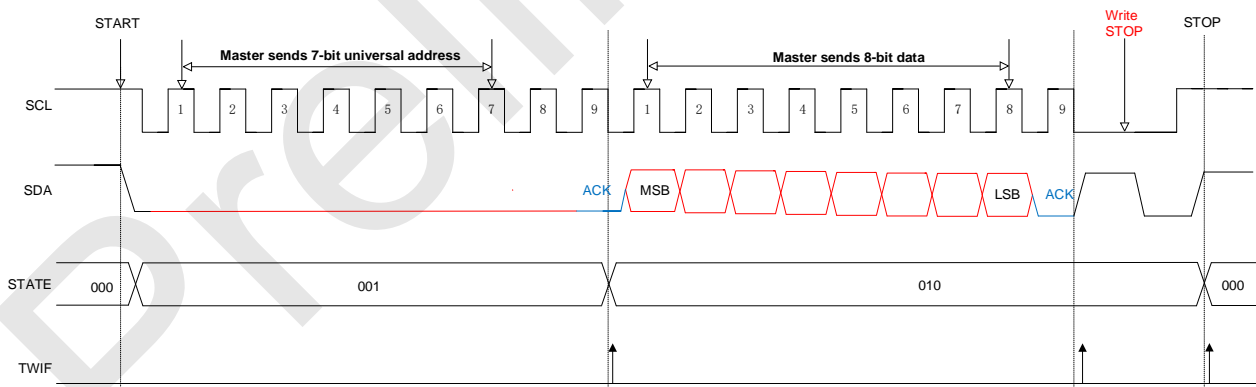 START
Write
STOP
STOP
Master sends 7-bit universal address
Master sends 8-bit data
SCL
1 2 3 4 5 6 7 8 9 1 2 3 4 5 6 7 8 9
SDA
ACK MSB LSB ACK
STATE
000 001 010 000
TWIF